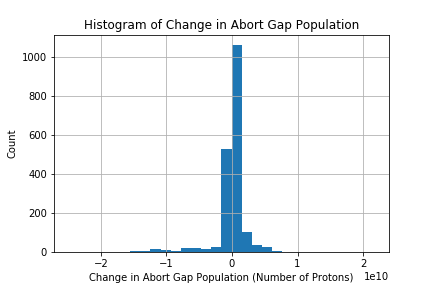 Histogram of Change in Abort Gap Population
1000
800
600
400
200
0
Count
−2
−1
0
1
2
1e10
Change in Abort Gap Population (Number of Protons)